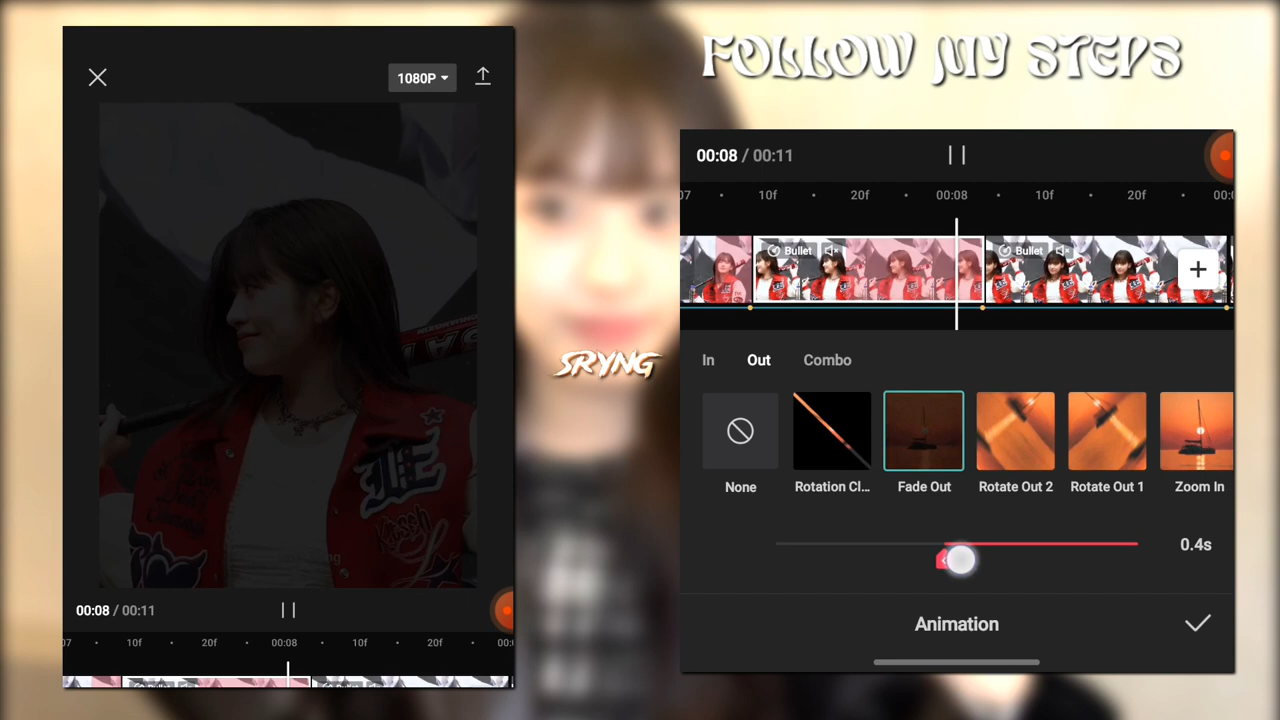 FOLLOW MY STEPS
1080P
00:08 / 00:11
10f
20f
00:08
10f
20f
SRYNG
00:08 / 00:11
07
10f
20f
00:08
10f
20f
Bullet
Bullet
In
Out
Combo
None
Rotation Cl...
Fade Out
Rotate Out 2
Rotate Out 1
Zoom In
0.4s
Animation